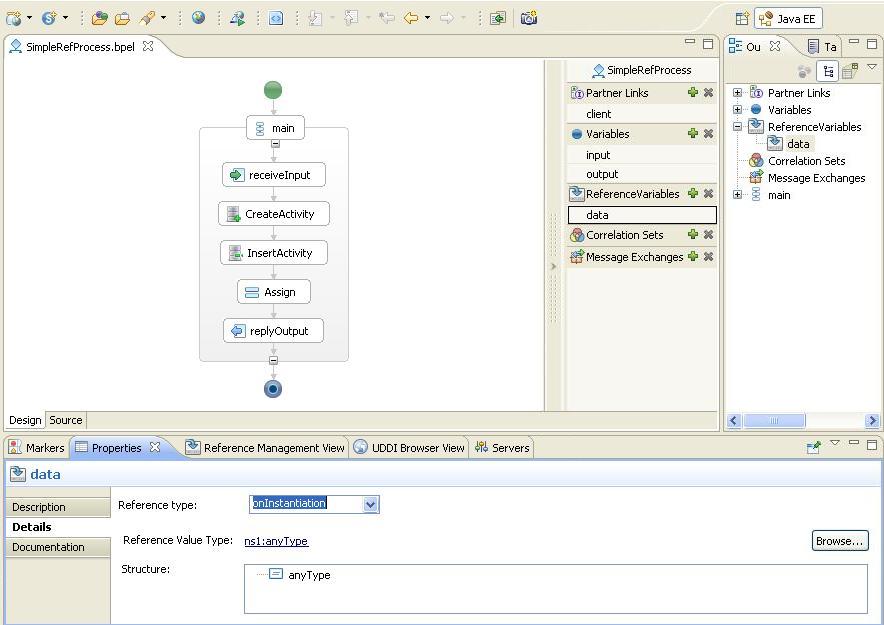 Java EE
SimpleRefProcess.bpel
Ou
Ta
main
receiveInput
CreateActivity
InsertActivity
Assign
replyOutput
SimpleRefProcess
Partner Links
client
Variables
input
output
ReferenceVariables
data
Correlation Sets
Message Exchanges
Partner Links
Variables
ReferenceVariables
data
Correlation Sets
Message Exchanges
main
Design Source
Markers Properties Reference Management View UDDI Browser View Servers
data
Description
Details
Documentation
Reference type: onInstantiation
Reference Value Type: ns1:anyType Browse...
Structure:
anyType